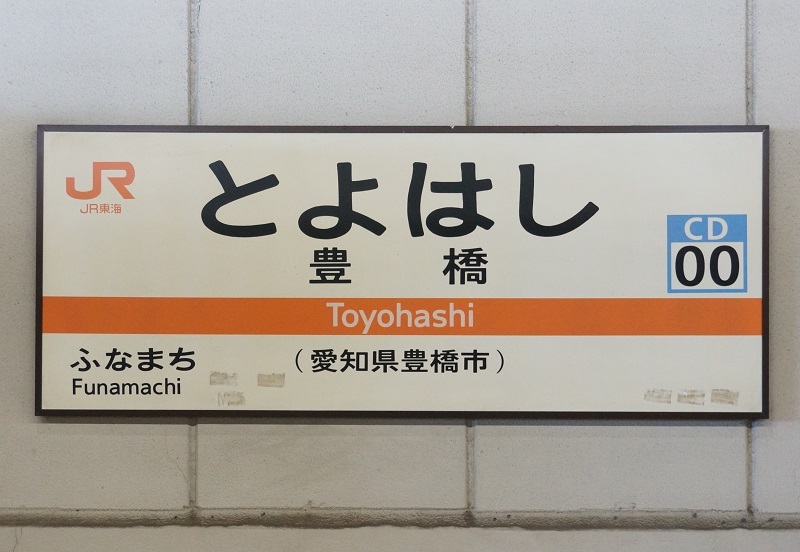 JR
JR東海
とよはし
豊橋
CD
00
Toyohashi
ふなまち
Funamachi
（愛知県豊橋市）